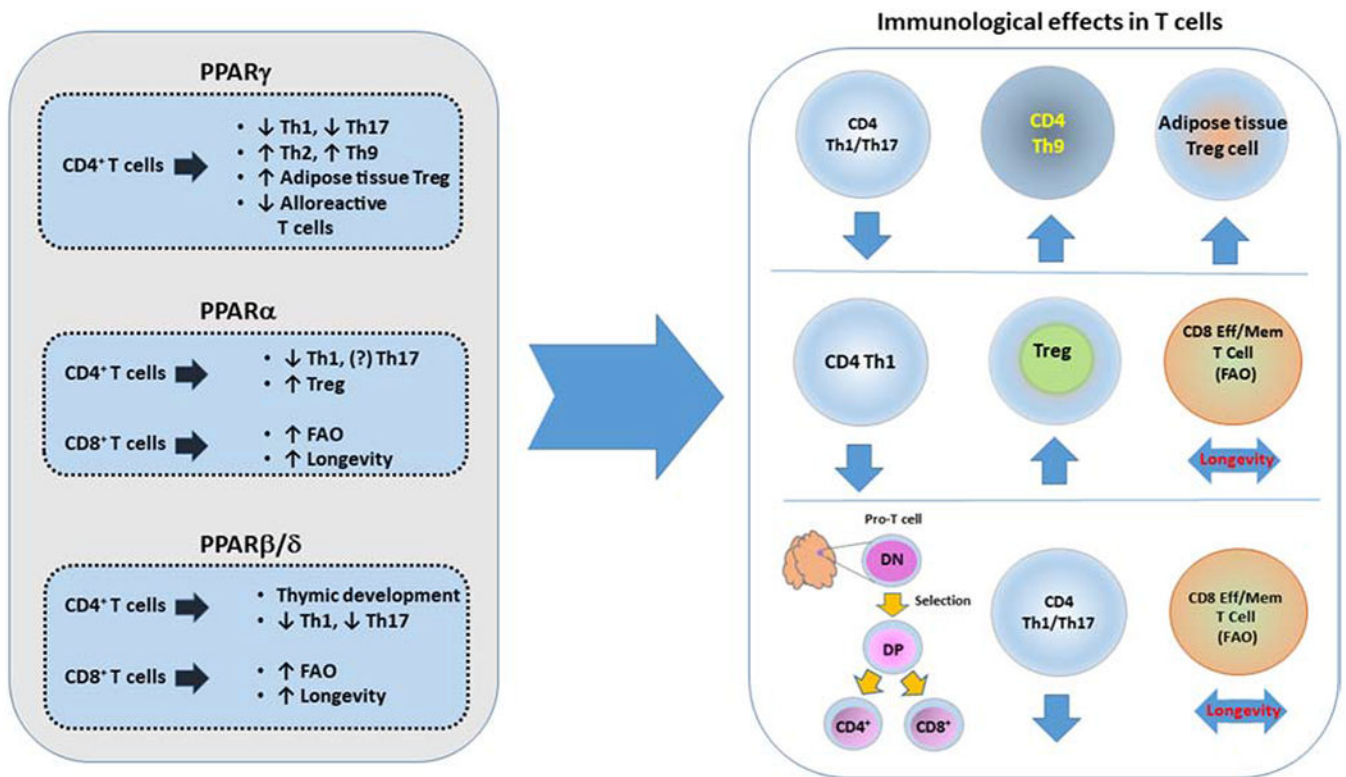 PPARγ
CD4⁺ T cells
• ↓ Th1, ↓ Th17
• ↑ Th2, ↑ Th9
• ↑ Adipose tissue Treg
• ↓ Alloreactive
T cells
PPARα
CD4⁺ T cells
• ↓ Th1, (?) Th17
• ↑ Treg
CD8⁺ T cells
• ↑ FAO
• ↑ Longevity
PPARβ/δ
CD4⁺ T cells
• Thymic development
• ↓ Th1, ↓ Th17
CD8⁺ T cells
• ↑ FAO
• ↑ Longevity
Immunological effects in T cells
CD4
Th1/Th17
CD4
Th9
Adipose tissue
Treg cell
CD4 Th1
Treg
CD8 Eff/Mem
T Cell
(FAO)
Longevity
Pro-T cell
DN
Selection
DP
CD4⁺
CD8⁺
CD4
Th1/Th17
CD8 Eff/Mem
T Cell
(FAO)
Longevity